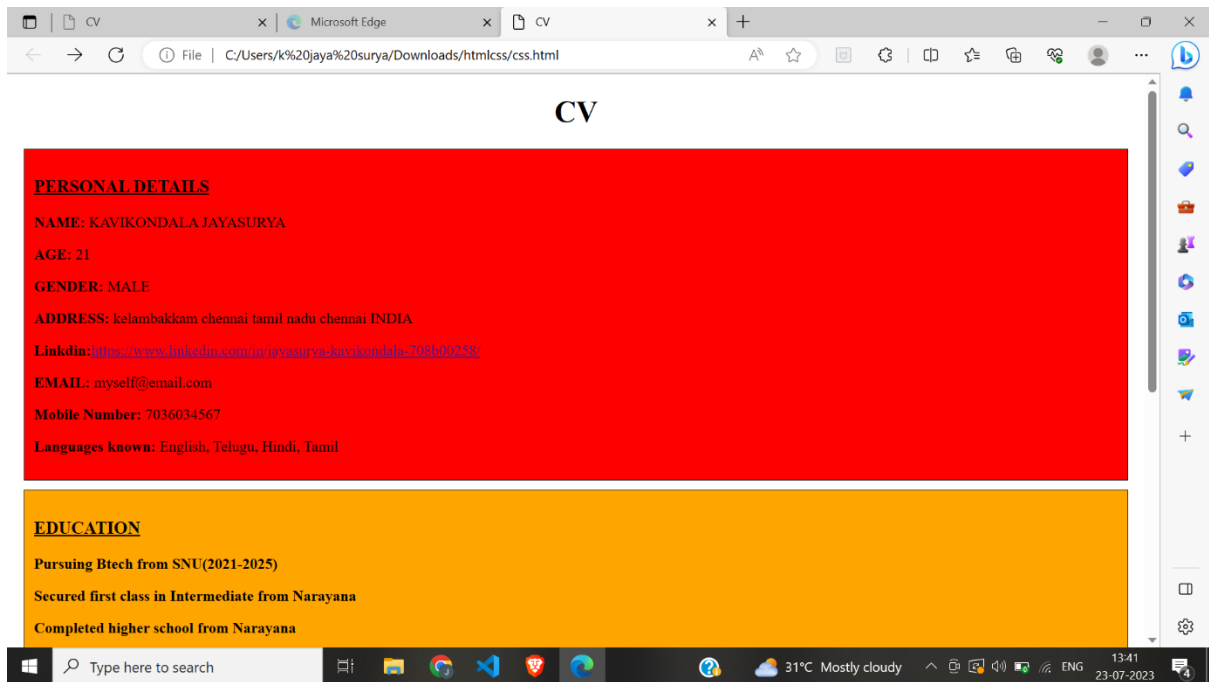 CV
Microsoft Edge
CV
File | C:/Users/k%20jaya%20surya/Downloads/htmlcss/css.html
CV
PERSONAL DETAILS
NAME: KAVIKONDALA JAYASURYA
AGE: 21
GENDER: MALE
ADDRESS: kelambakkam chennai tamil nadu chennai INDIA
Linkdin:https://www.linkedin.com/in/jayasurya-kavikondala-708b00258/
EMAIL: myself@email.com
Mobile Number: 7036034567
Languages known: English, Telugu, Hindi, Tamil
EDUCATION
Pursuing Btech from SNU(2021-2025)
Secured first class in Intermediate from Narayana
Completed higher school from Narayana
Type here to search
31°C Mostly cloudy
ENG
13:41
23-07-2023
4